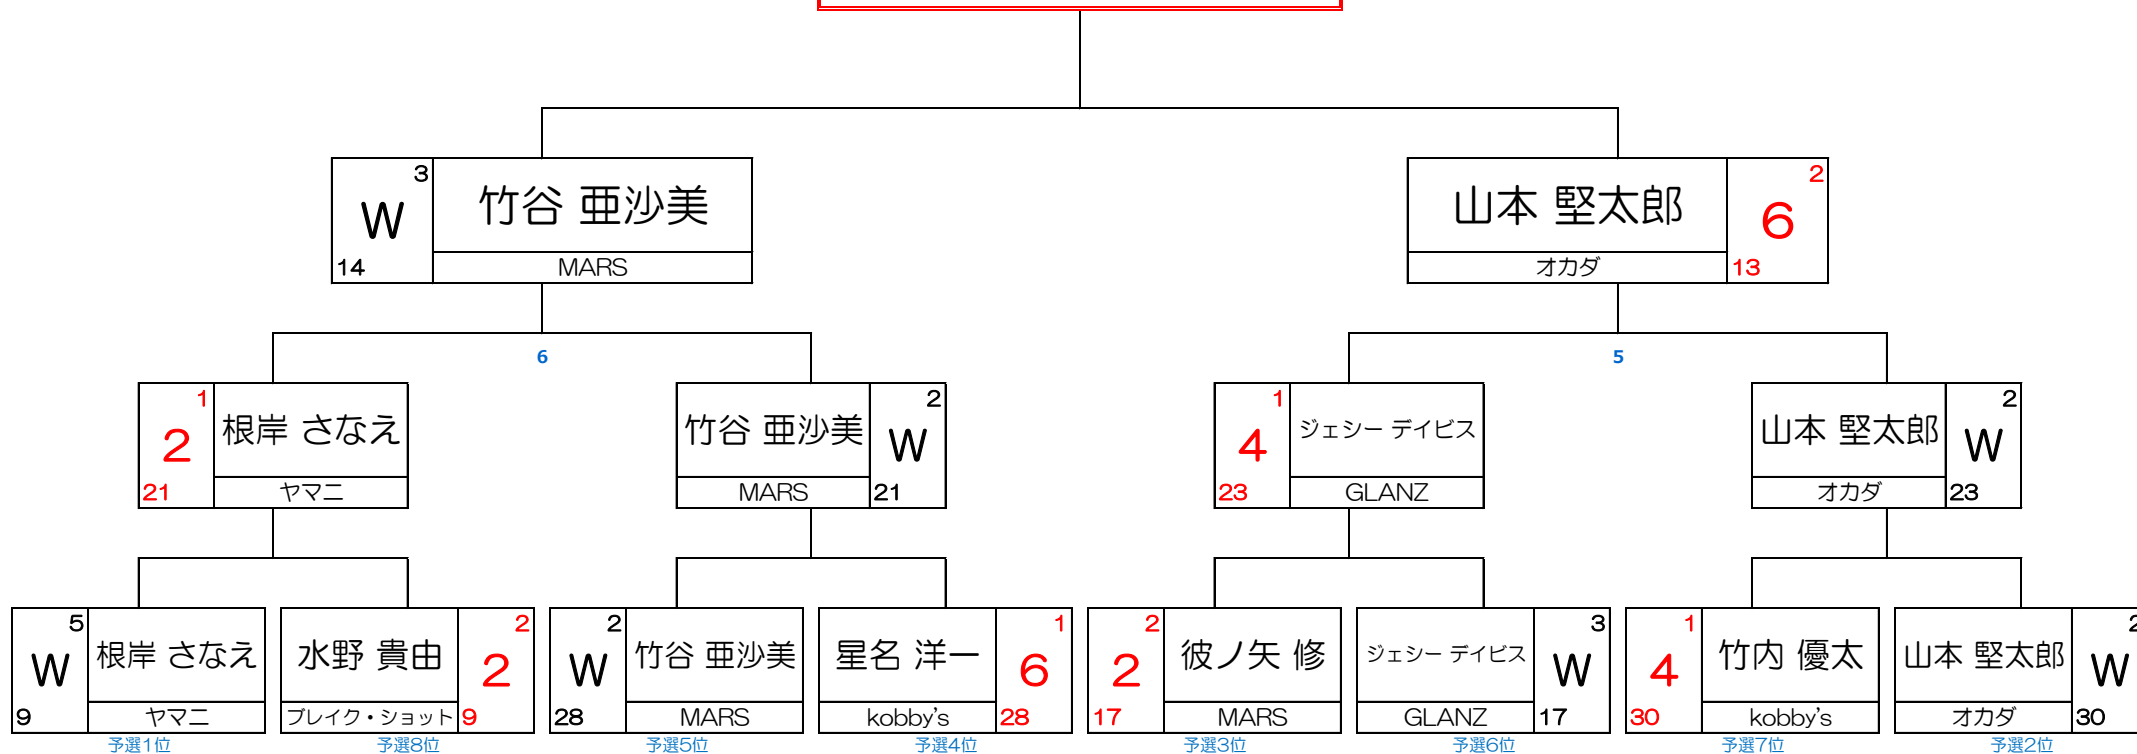 3
W
14
竹谷 亜沙美
MARS
山本 堅太郎
オカダ
2
6
13
6
5
1
2
21
根岸 さなえ
ヤマニ
竹谷 亜沙美
MARS
2
W
21
1
4
23
ジェシー デイビス
GLANZ
山本 堅太郎
オカダ
2
W
23
5
W
9
根岸 さなえ
ヤマニ
予選1位
水野 貴由
ブレイク・ショット
2
2
9
予選8位
2
W
28
竹谷 亜沙美
MARS
予選5位
星名 洋一
kobby's
1
6
28
予選4位
2
2
17
彼ノ矢 修
MARS
予選3位
ジェシー デイビス
GLANZ
3
W
17
予選6位
1
4
30
竹内 優太
kobby's
予選7位
山本 堅太郎
オカダ
2
W
30
予選2位